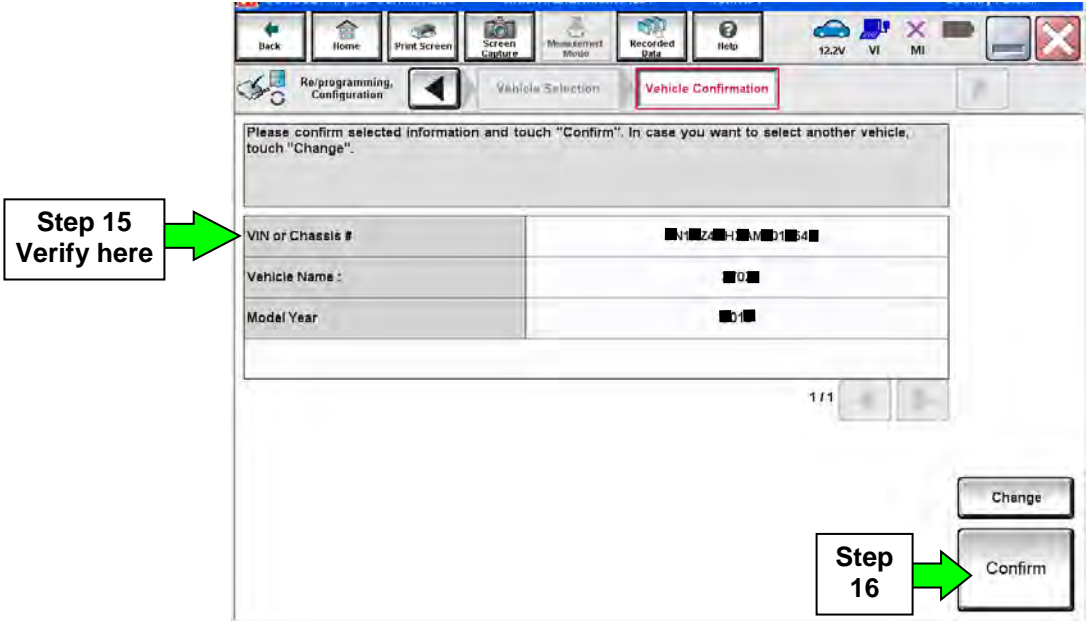 Back
Home
Print Screen
Screen
Capture
Measurement
Mode
Recorded
Data
Help
12.2V VI MI
Re/programming,
Configuration
Vehicle Selection
Vehicle Confirmation
Please confirm selected information and touch "Confirm". In case you want to select another vehicle,
touch "Change".
Step 15
Verify here
VIN or Chassis #
Vehicle Name :
Model Year
1/1
Change
Step
16
Confirm